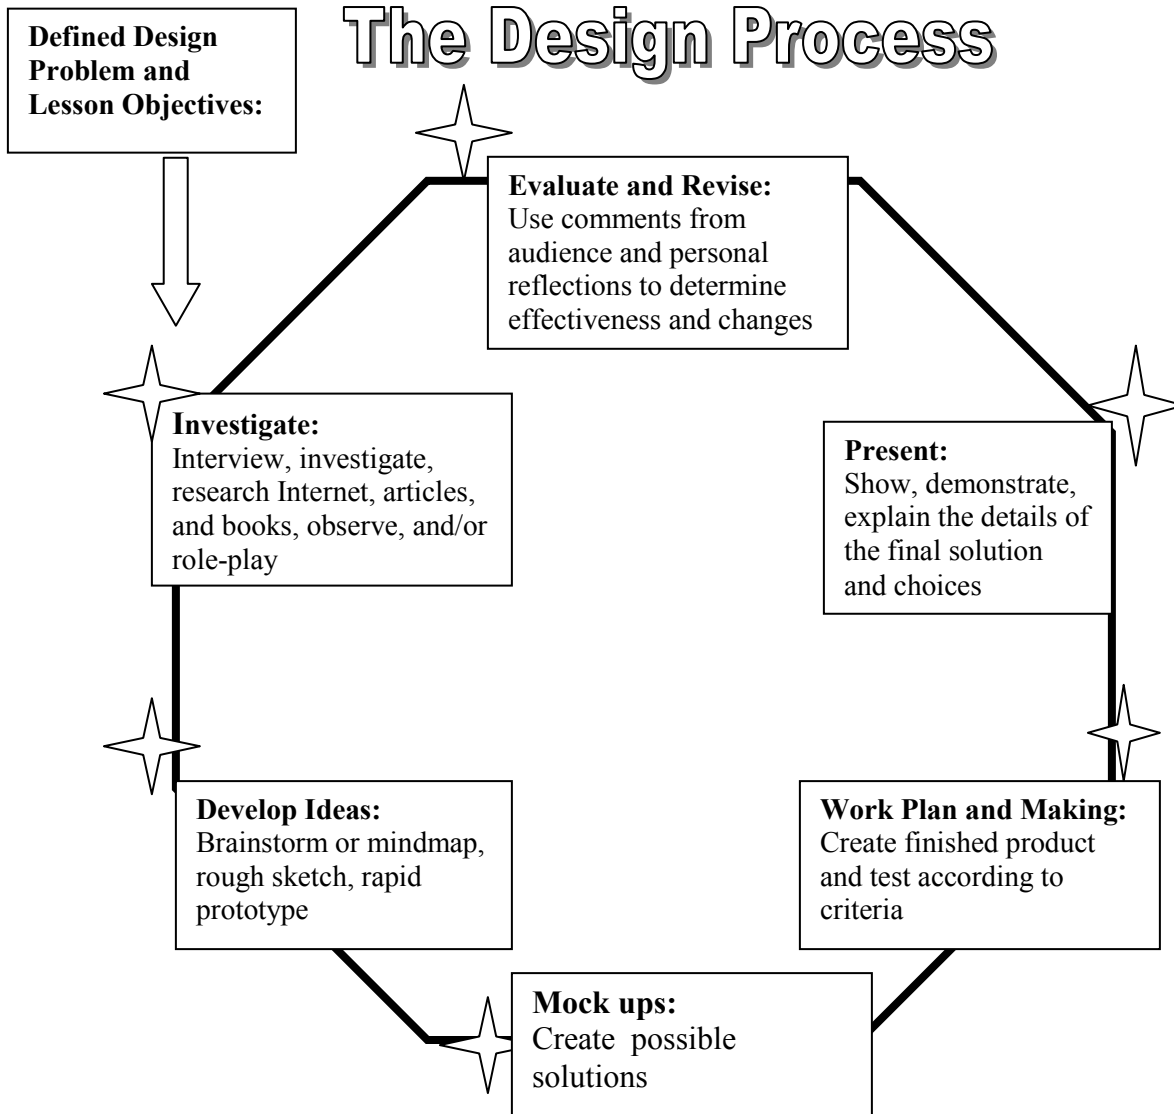 The Design Process
Defined Design
Problem and
Lesson Objectives:
Evaluate and Revise:
Use comments from
audience and personal
reflections to determine
effectiveness and changes
Investigate:
Interview, investigate,
research Internet, articles,
and books, observe, and/or
role-play
Present:
Show, demonstrate,
explain the details of
the final solution
and choices
Develop Ideas:
Brainstorm or mindmap,
rough sketch, rapid
prototype
Work Plan and Making:
Create finished product
and test according to
criteria
Mock ups:
Create possible
solutions